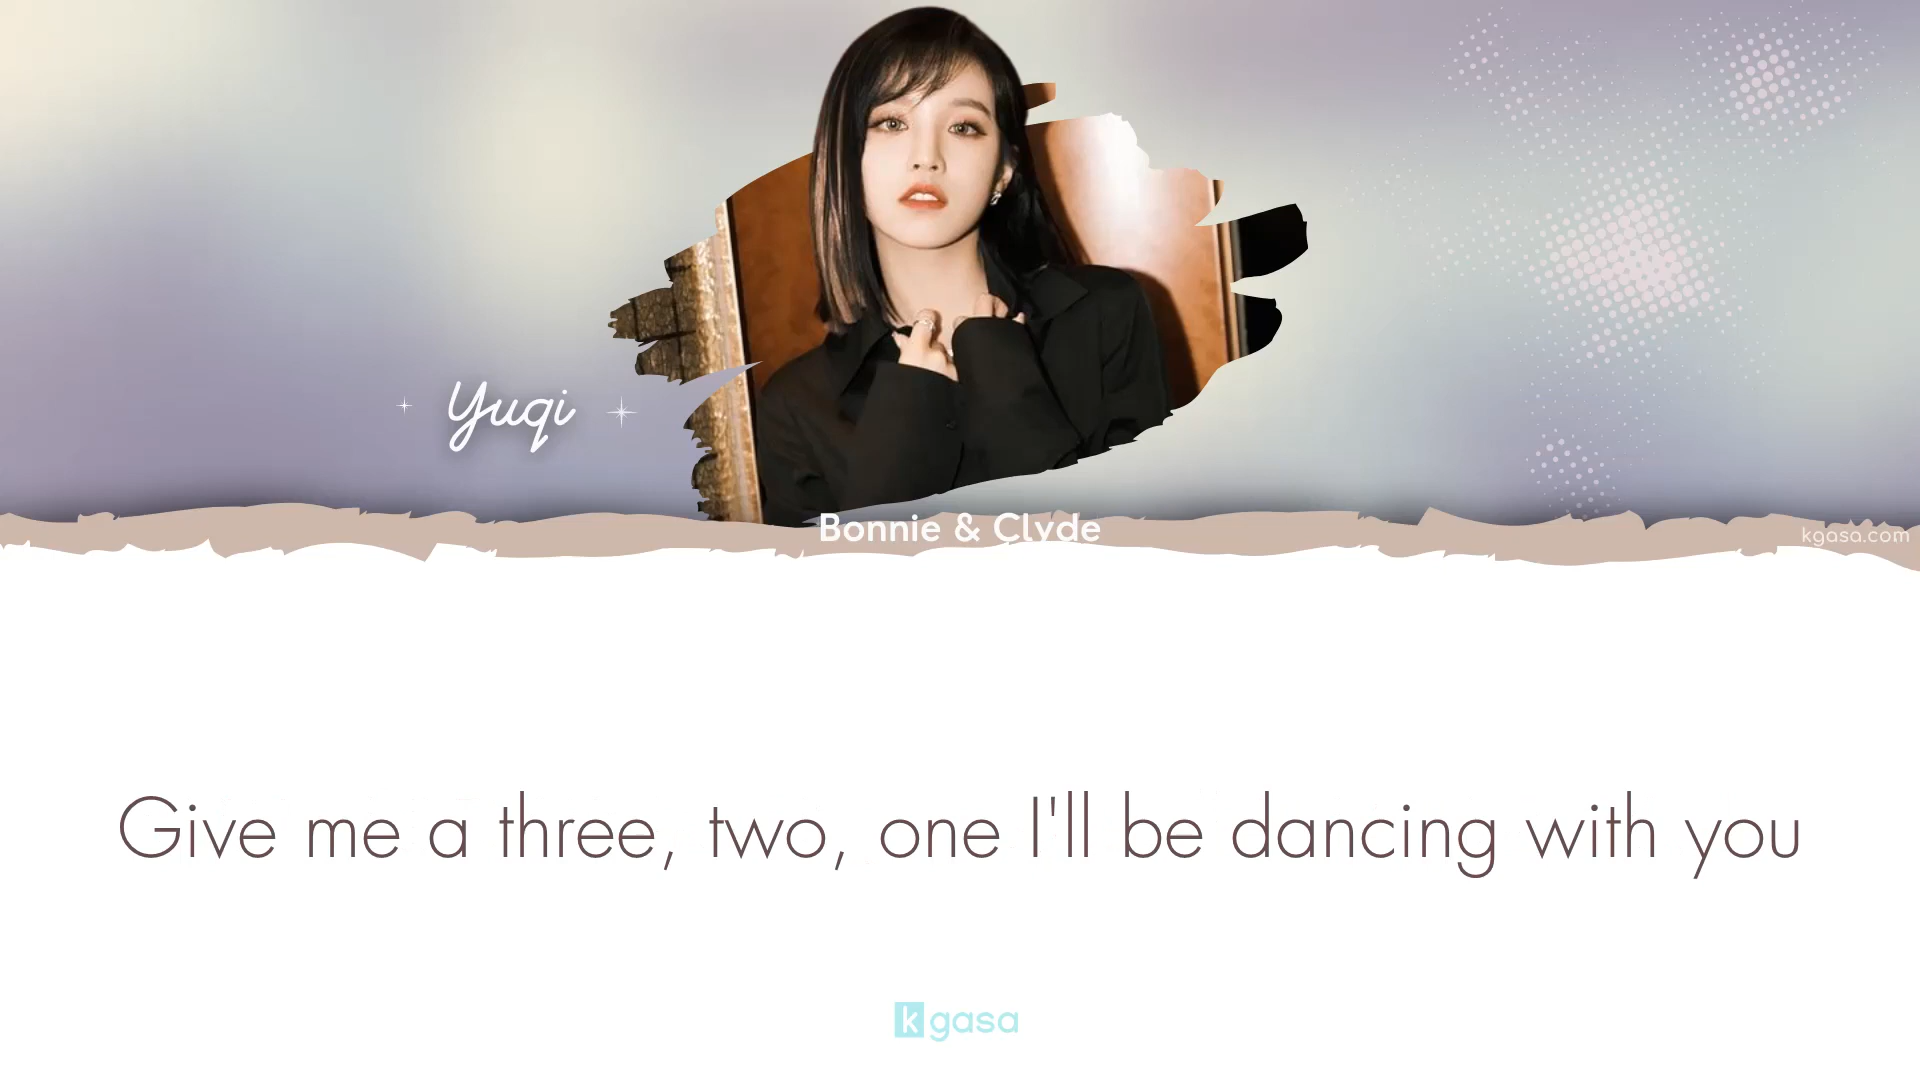 Yuqi
Bonnie & Clyde
kgasa.com
Give me a three, two, one I'll be dancing with you
kgasa